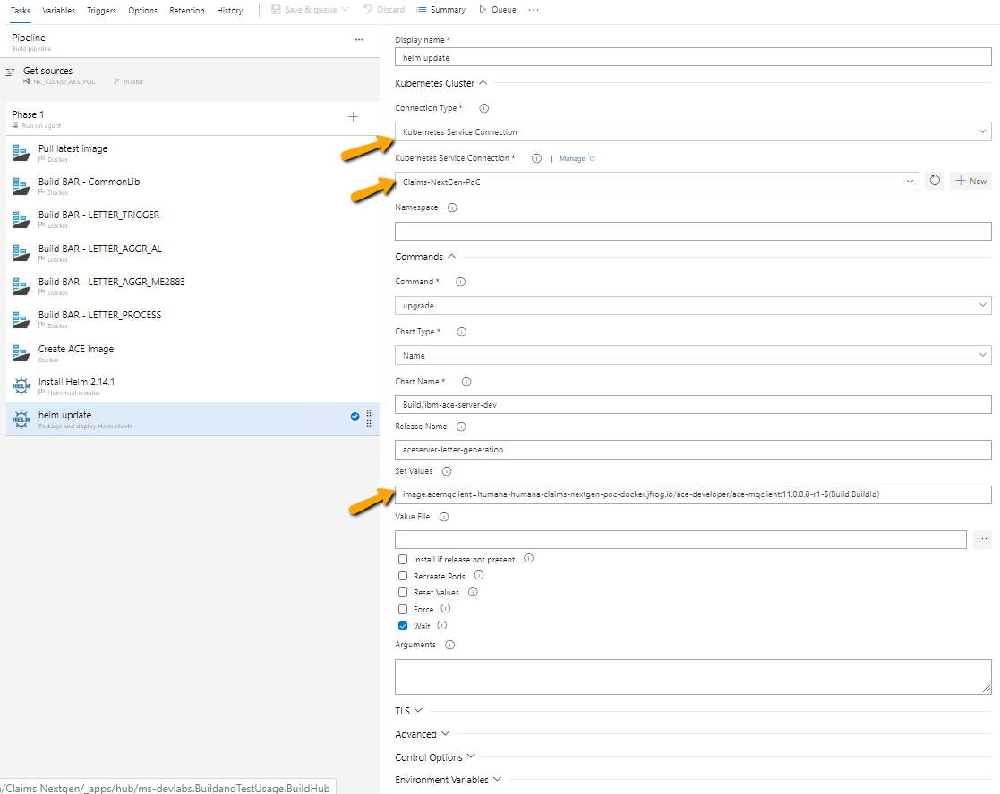 Tasks Variables Triggers Options Retention History Save & queue Discard Summary Queue ...
Pipeline ...
Build pipeline
Get sources
NC_CLOUD_AKS_POC master
Phase 1
Run on agent
Pull latest image
Docker
Build BAR - CommonLib
Docker
Build BAR - LETTER_TRIGGER
Docker
Build BAR - LETTER_AGGR_AL
Docker
Build BAR - LETTER_AGGR_ME2883
Docker
Build BAR - LETTER_PROCESS
Docker
Create ACE Image
Docker
HELM Install Helm 2.14.1
Helm tool installer
HELM helm update
Package and deploy Helm charts
Display name *
helm update
Kubernetes Cluster
Connection Type *
Kubernetes Service Connection
Kubernetes Service Connection * | Manage
Claims-NextGen-PoC New
Namespace
Commands
Command *
upgrade
Chart Type *
Name
Chart Name *
Build/ibm-ace-server-dev
Release Name
aceserver-letter-generation
Set Values
image.acemqclient=humana-humana-claims-nextgen-poc-docker.jfrog.io/ace-developer/ace-mqclient:11.0.0.8-r1-$(Build.BuildId)
Value File
...
Install if release not present.
Recreate Pods.
Reset Values.
Force
Wait
Arguments
TLS
Advanced
Control Options
Environment Variables
/Claims Nextgen/_apps/hub/ms-devlabs.BuildandTestUsage.BuildHub